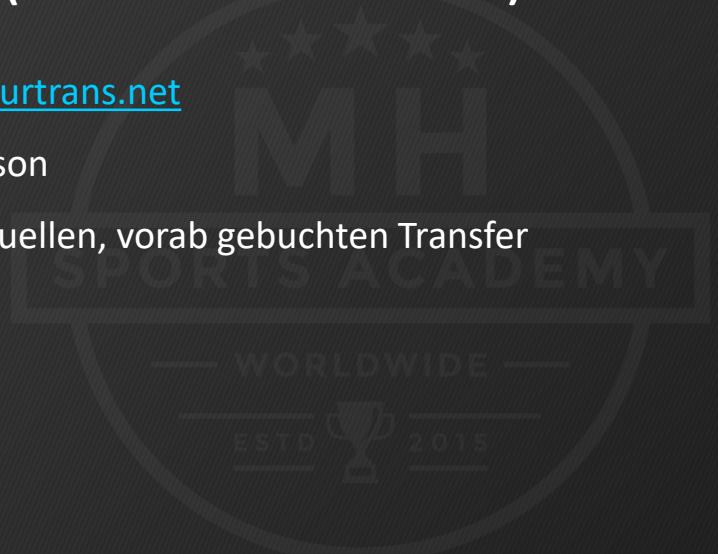 urtrans.net
son
uellen, vorab gebuchten Transfer
MH
SPORTS ACADEMY
WORLDWIDE
ESTD 2015